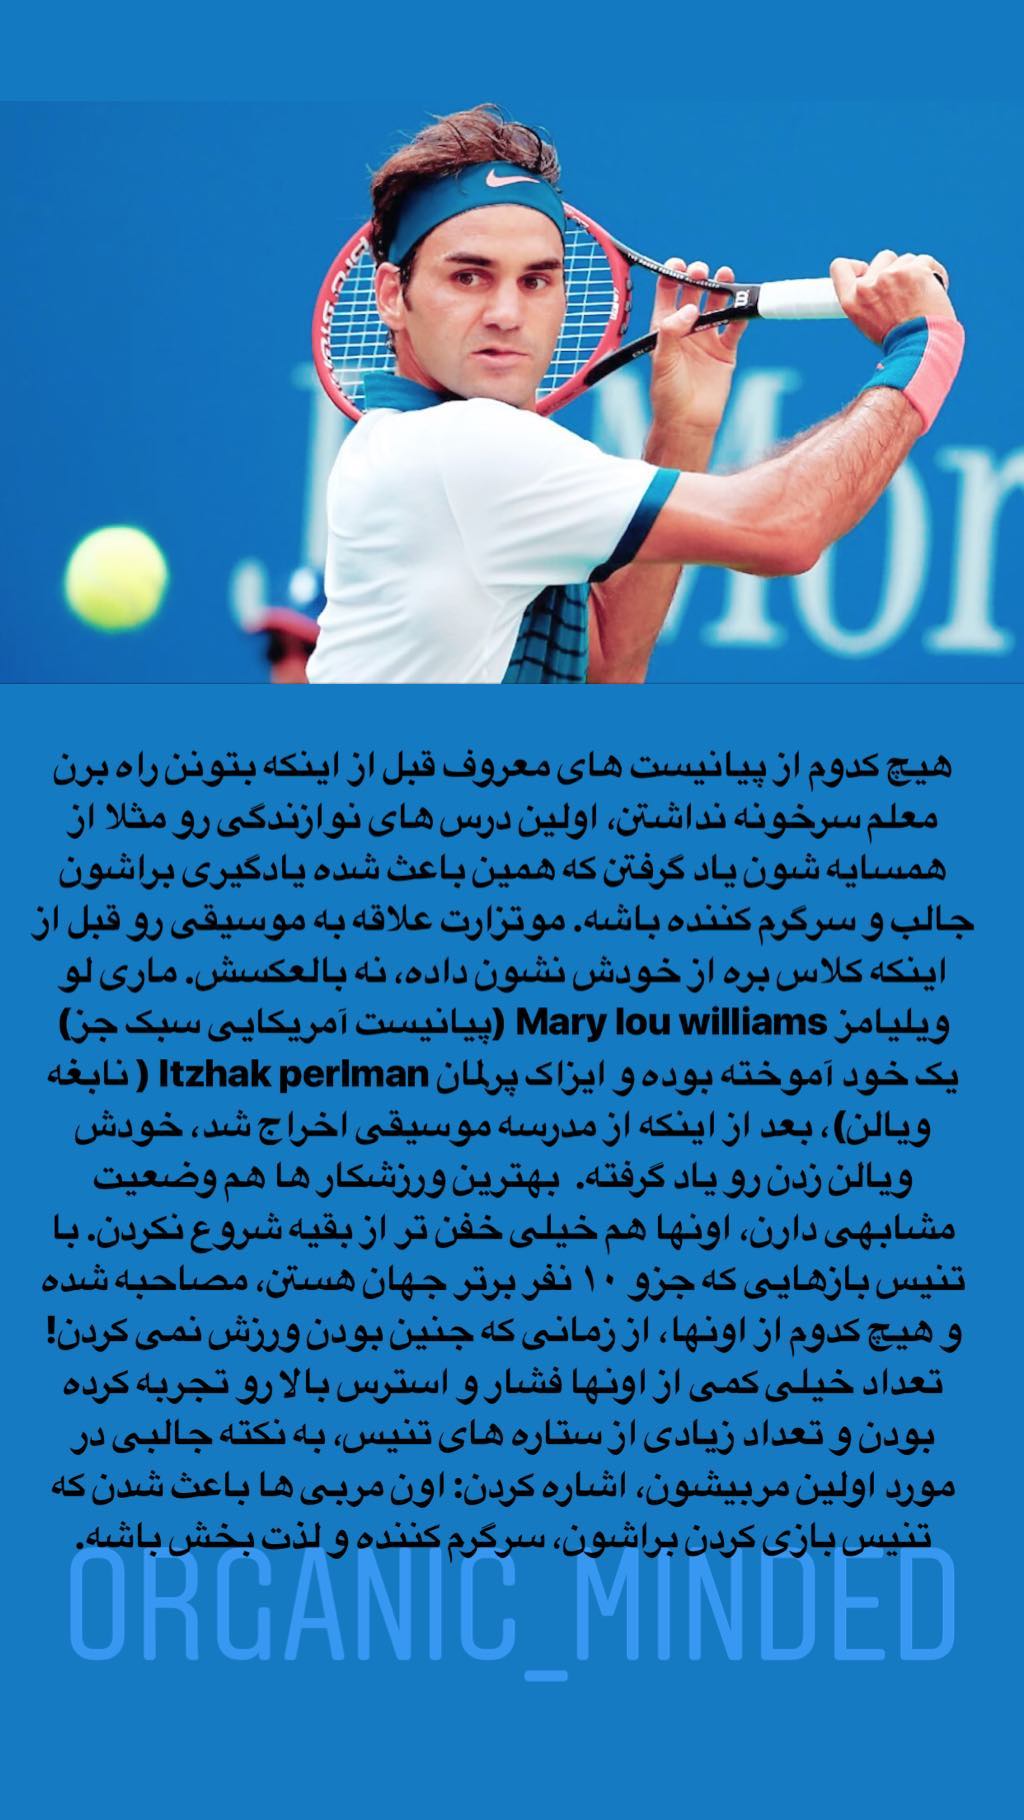 J.P. Mor
هیچ کدوم از پیانیست های معروف قبل از اینکه بتونن راه برن
معلم سرخونه نداشتن، اولین درس های نوازندگی رو مثلا از
همسایه شون یاد گرفتن که همین باعث شده یادگیری براشون
جالب و سرگرم کننده باشه. موتزارت علاقه به موسیقی رو قبل از
اینکه کلاس بره از خودش نشون داده، نه بالعکسش. ماری لو
ویلیامز Mary lou williams (پیانیست آمریکایی سبک جز)
یک خود آموخته بوده و ایزاک پرلمان Itzhak perlman ( نابغه
ویالن)، بعد از اینکه از مدرسه موسیقی اخراج شد، خودش
ویالن زدن رو یاد گرفته. بهترین ورزشکار ها هم وضعیت
مشابهی دارن، اونها هم خیلی خفن تر از بقیه شروع نکردن. با
تنیس بازهایی که جزو ۱۰ نفر برتر جهان هستن، مصاحبه شده
و هیچ کدوم از اونها، از زمانی که جنین بودن ورزش نمی کردن!
تعداد خیلی کمی از اونها فشار و استرس بالا رو تجربه کرده
بودن و تعداد زیادی از ستاره های تنیس، به نکته جالبی در
مورد اولین مربیشون، اشاره کردن: اون مربی ها باعث شدن که
تنیس بازی کردن براشون، سرگرم کننده و لذت بخش باشه.
ORGANIC_MINDED